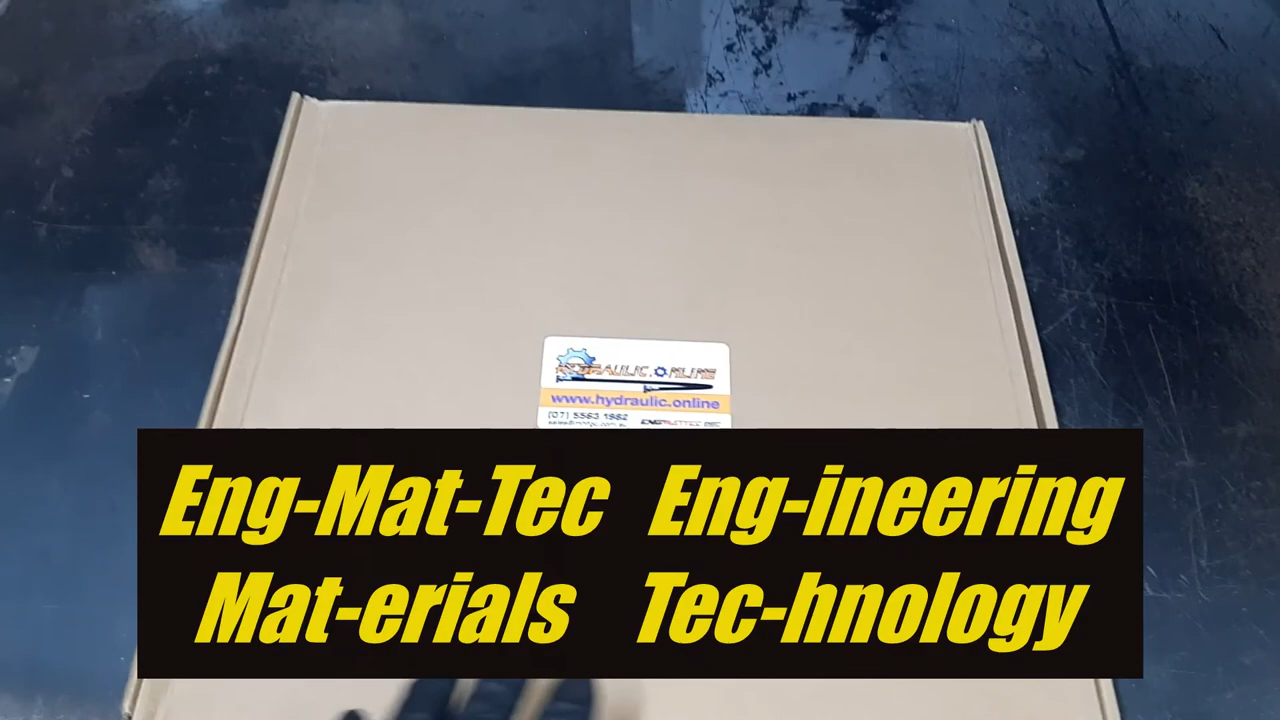 HYDRAULIC.ONLINE
www.hydraulic.online
(07) 5563 1982
Eng-Mat-Tec Eng-ineering
Mat-erials Tec-hnology